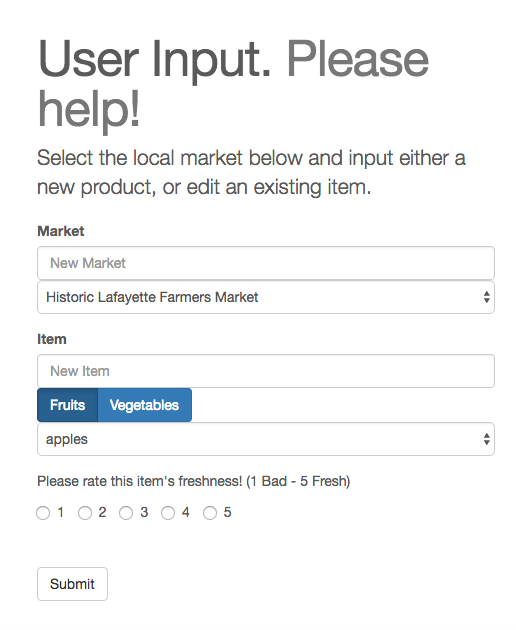 User Input. Please
help!
Select the local market below and input either a
new product, or edit an existing item.
Market
New Market
Historic Lafayette Farmers Market
Item
New Item
Fruits Vegetables
apples
Please rate this item's freshness! (1 Bad - 5 Fresh)
1 2 3 4 5
Submit